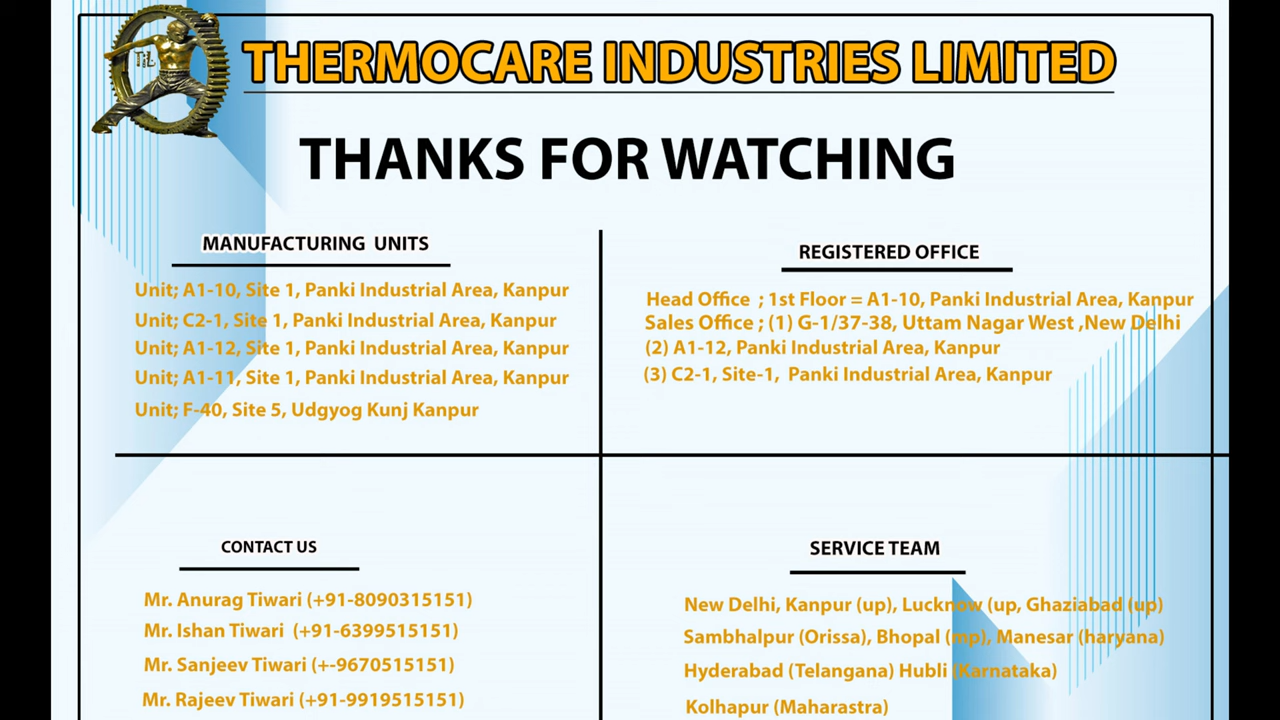 TIL
THERMOCARE INDUSTRIES LIMITED
THANKS FOR WATCHING
MANUFACTURING UNITS
Unit; A1-10, Site 1, Panki Industrial Area, Kanpur
Unit; C2-1, Site 1, Panki Industrial Area, Kanpur
Unit; A1-12, Site 1, Panki Industrial Area, Kanpur
Unit; A1-11, Site 1, Panki Industrial Area, Kanpur
Unit; F-40, Site 5, Udgyog Kunj Kanpur
REGISTERED OFFICE
Head Office ; 1st Floor = A1-10, Panki Industrial Area, Kanpur
Sales Office ; (1) G-1/37-38, Uttam Nagar West ,New Delhi
(2) A1-12, Panki Industrial Area, Kanpur
(3) C2-1, Site-1, Panki Industrial Area, Kanpur
CONTACT US
Mr. Anurag Tiwari (+91-8090315151)
Mr. Ishan Tiwari (+91-6399515151)
Mr. Sanjeev Tiwari (+-9670515151)
Mr. Rajeev Tiwari (+91-9919515151)
SERVICE TEAM
New Delhi, Kanpur (up), Lucknow (up, Ghaziabad (up)
Sambhalpur (Orissa), Bhopal (mp), Manesar (haryana)
Hyderabad (Telangana) Hubli (Karnataka)
Kolhapur (Maharastra)